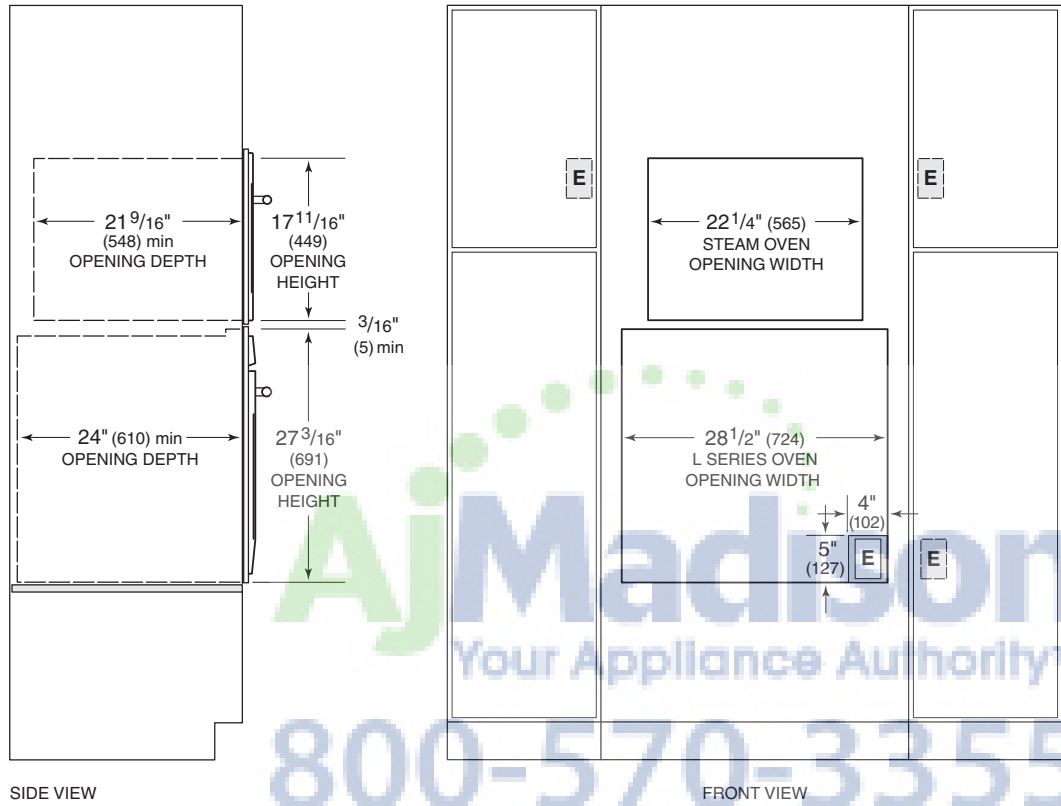 21 9/16"
(548) min
OPENING DEPTH
17 11/16"
(449)
OPENING
HEIGHT
3/16"
(5) min
24" (610) min
OPENING DEPTH
27 3/16"
(691)
OPENING
HEIGHT
SIDE VIEW
E
E
22 1/4" (565)
STEAM OVEN
OPENING WIDTH
28 1/2" (724)
L SERIES OVEN
OPENING WIDTH
4"
(102)
5"
(127)
E
E
FRONT VIEW
AjMadison
Your Appliance Authority
800-570-3355